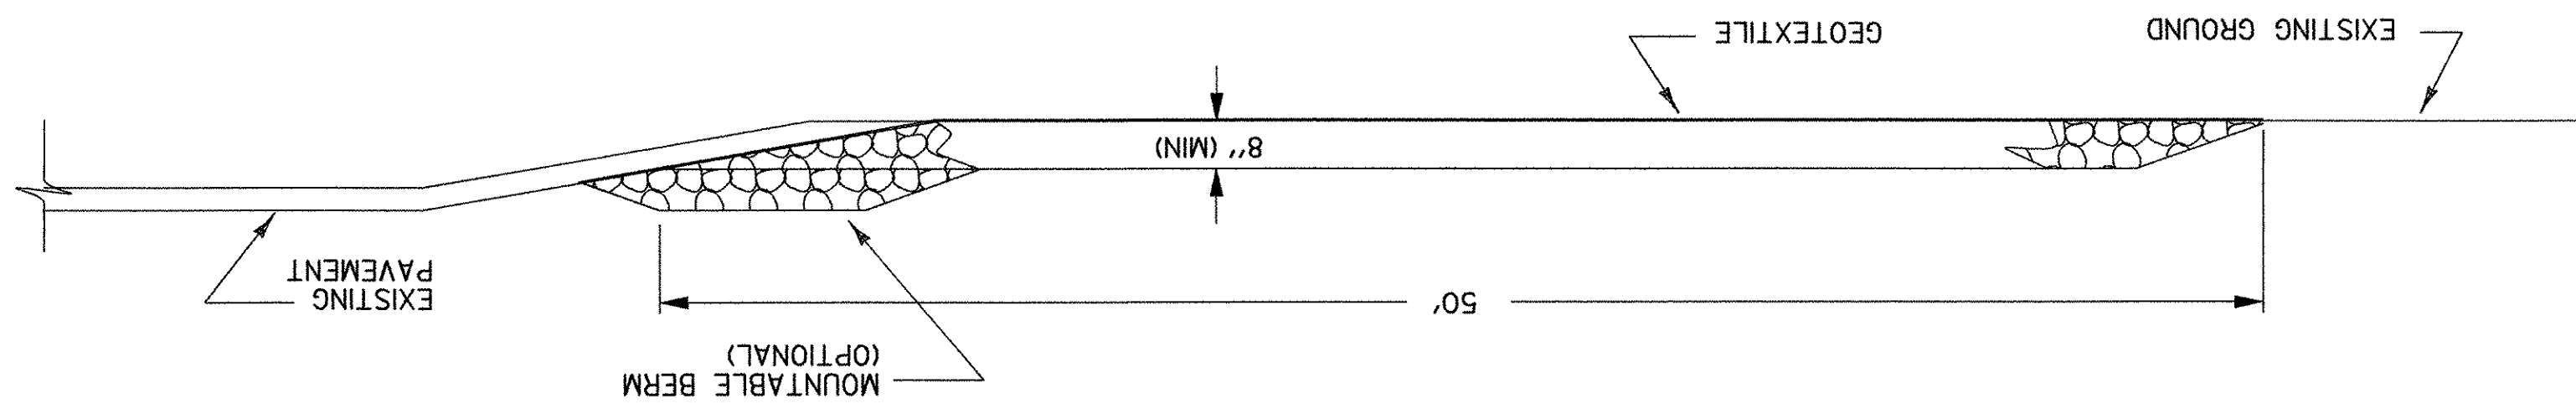 MOUNTABLE BERM
(OPTIONAL)
50'
EXISTING
PAVEMENT
8'' (MIN)
EXISTING GROUND
GEOTEXTILE